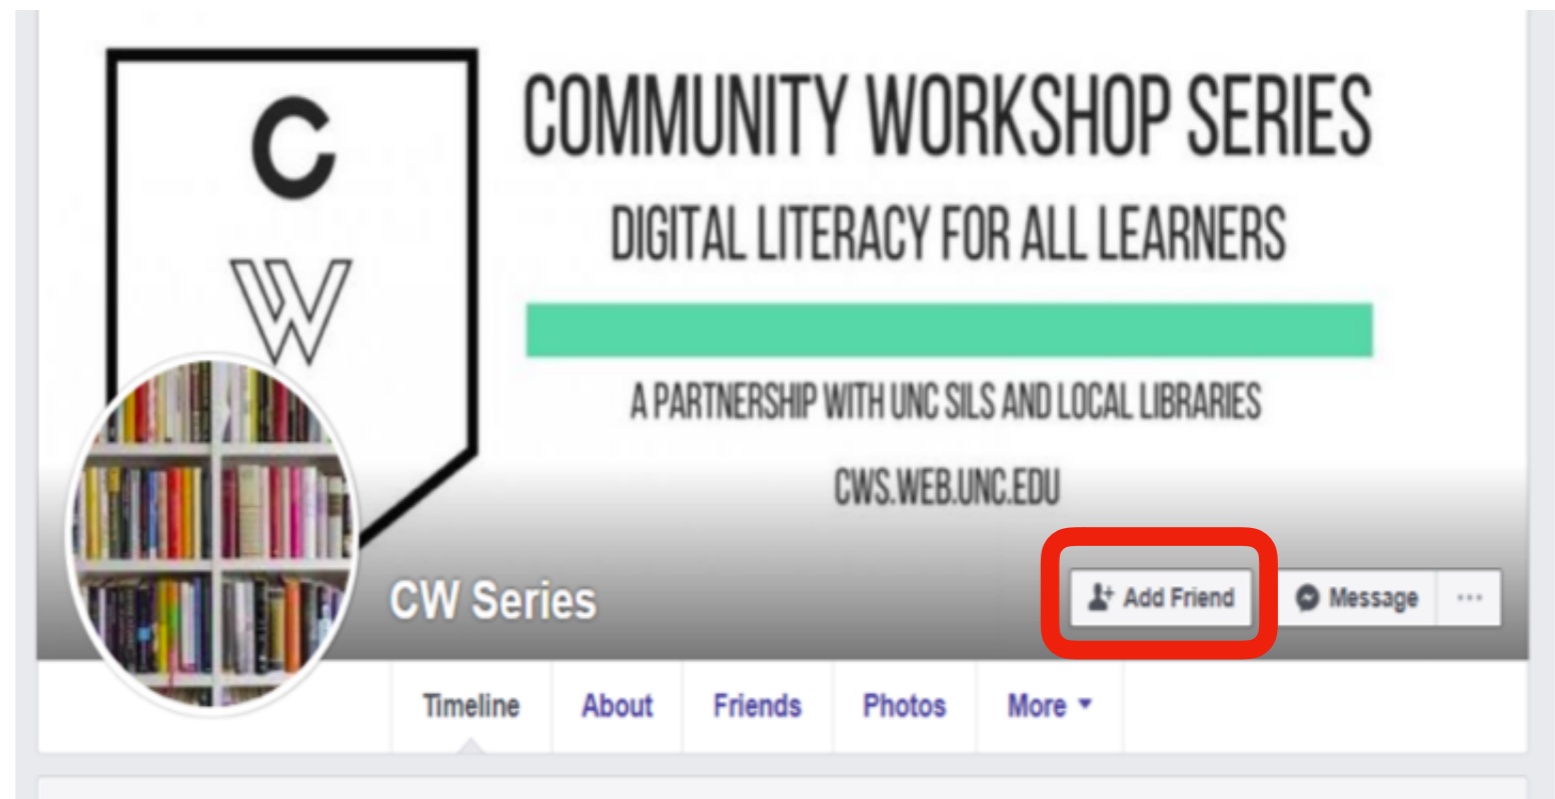 C
W
COMMUNITY WORKSHOP SERIES
DIGITAL LITERACY FOR ALL LEARNERS
A PARTNERSHIP WITH UNC SILS AND LOCAL LIBRARIES
CWS.WEB.UNC.EDU
CW Series
Add Friend
Message
···
Timeline
About
Friends
Photos
More